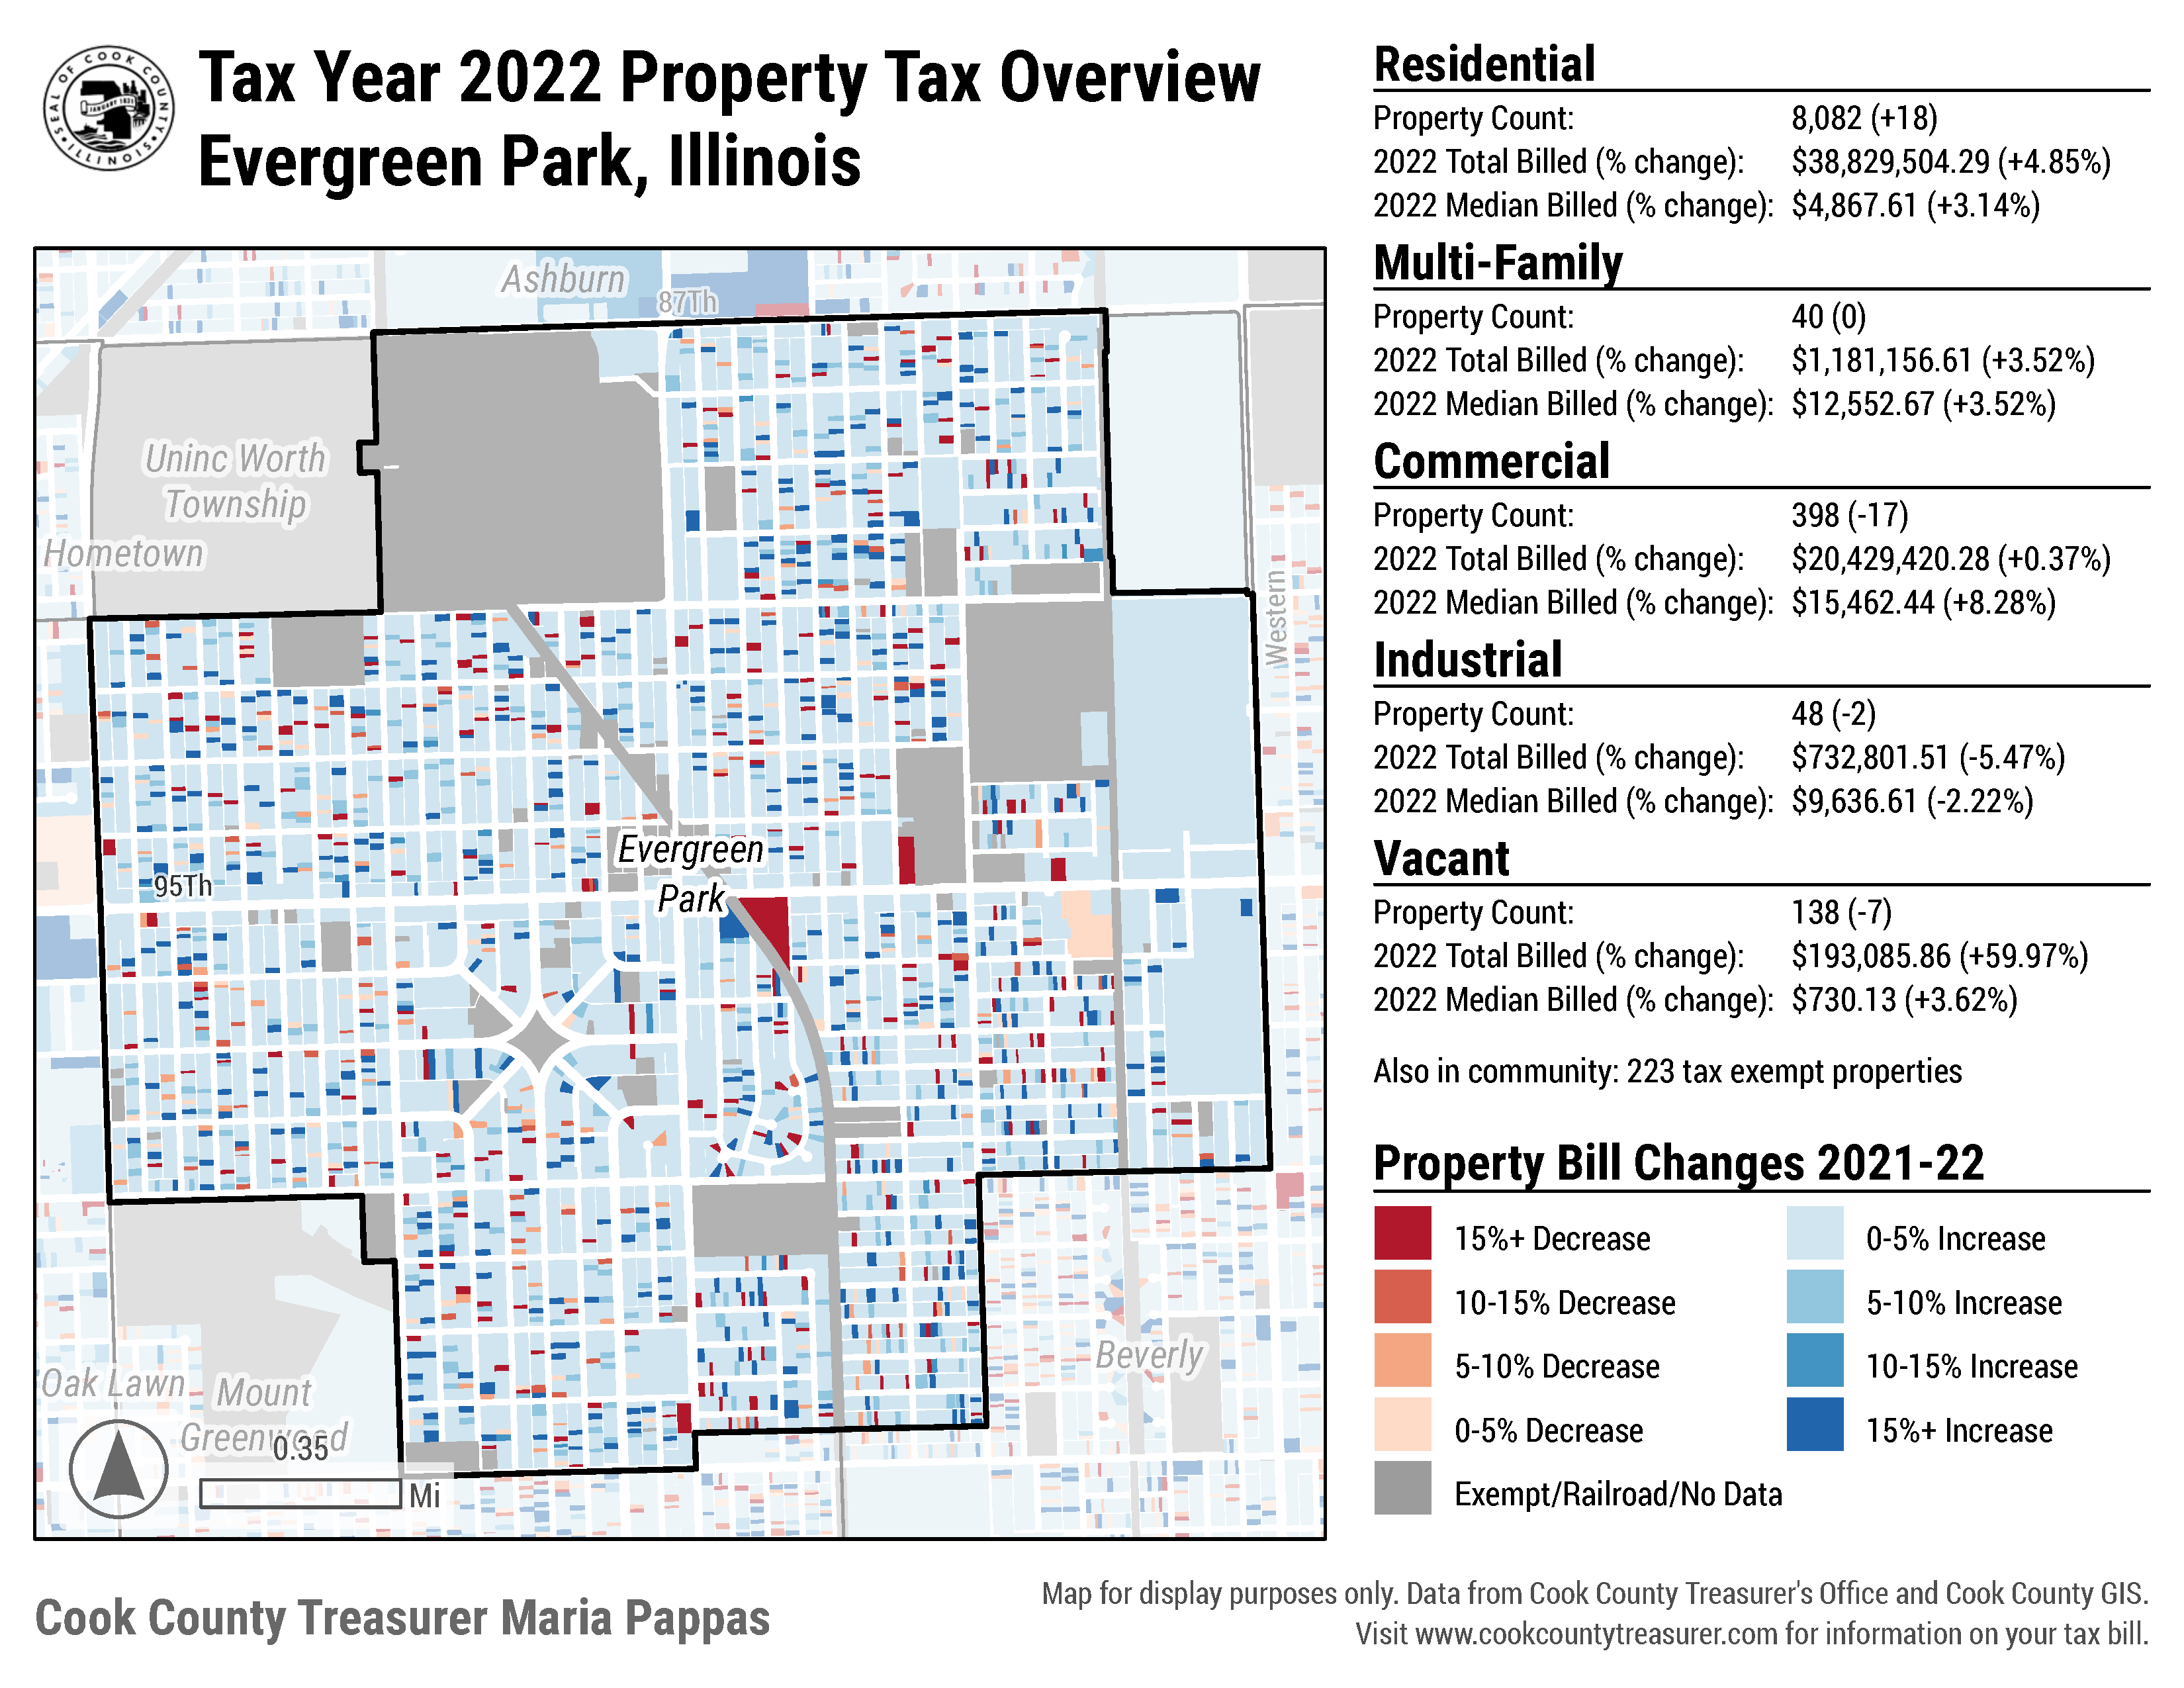 SEAL OF COOK COUNTY
ILLINOIS
JANUARY 1831
Tax Year 2022 Property Tax Overview
Evergreen Park, Illinois
Ashburn
87Th
Uninc Worth
Township
Hometown
Western
Evergreen
Park
95Th
Beverly
Oak Lawn
Mount
Greenwood
0.35
Mi
Residential
Property Count: 8,082 (+18)
2022 Total Billed (% change): $38,829,504.29 (+4.85%)
2022 Median Billed (% change): $4,867.61 (+3.14%)
Multi-Family
Property Count: 40 (0)
2022 Total Billed (% change): $1,181,156.61 (+3.52%)
2022 Median Billed (% change): $12,552.67 (+3.52%)
Commercial
Property Count: 398 (-17)
2022 Total Billed (% change): $20,429,420.28 (+0.37%)
2022 Median Billed (% change): $15,462.44 (+8.28%)
Industrial
Property Count: 48 (-2)
2022 Total Billed (% change): $732,801.51 (-5.47%)
2022 Median Billed (% change): $9,636.61 (-2.22%)
Vacant
Property Count: 138 (-7)
2022 Total Billed (% change): $193,085.86 (+59.97%)
2022 Median Billed (% change): $730.13 (+3.62%)
Also in community: 223 tax exempt properties
Property Bill Changes 2021-22
15%+ Decrease
10-15% Decrease
5-10% Decrease
0-5% Decrease
Exempt/Railroad/No Data
0-5% Increase
5-10% Increase
10-15% Increase
15%+ Increase
Cook County Treasurer Maria Pappas
Map for display purposes only. Data from Cook County Treasurer's Office and Cook County GIS.
Visit www.cookcountytreasurer.com for information on your tax bill.